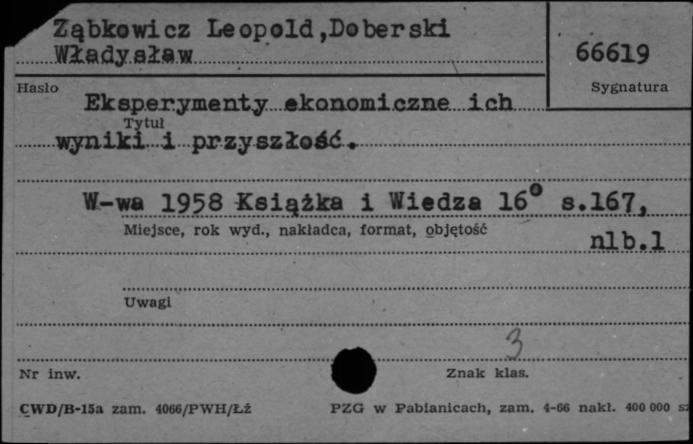 Ząbkowicz Leopold,Doberski
Władysław
66619
Hasło
Sygnatura
Eksperymenty ekonomiczne ich
Tytuł
wyniki i przyszłość.
W-wa 1958 Książka i Wiedza 16° s.167,
Miejsce, rok wyd., nakładca, format, objętość
nlb.1
Uwagi
3
Nr inw.
Znak klas.
CWD/B-15a zam. 4066/PWH/Łź
PZG w Pabianicach, zam. 4-66 nakł. 400 000